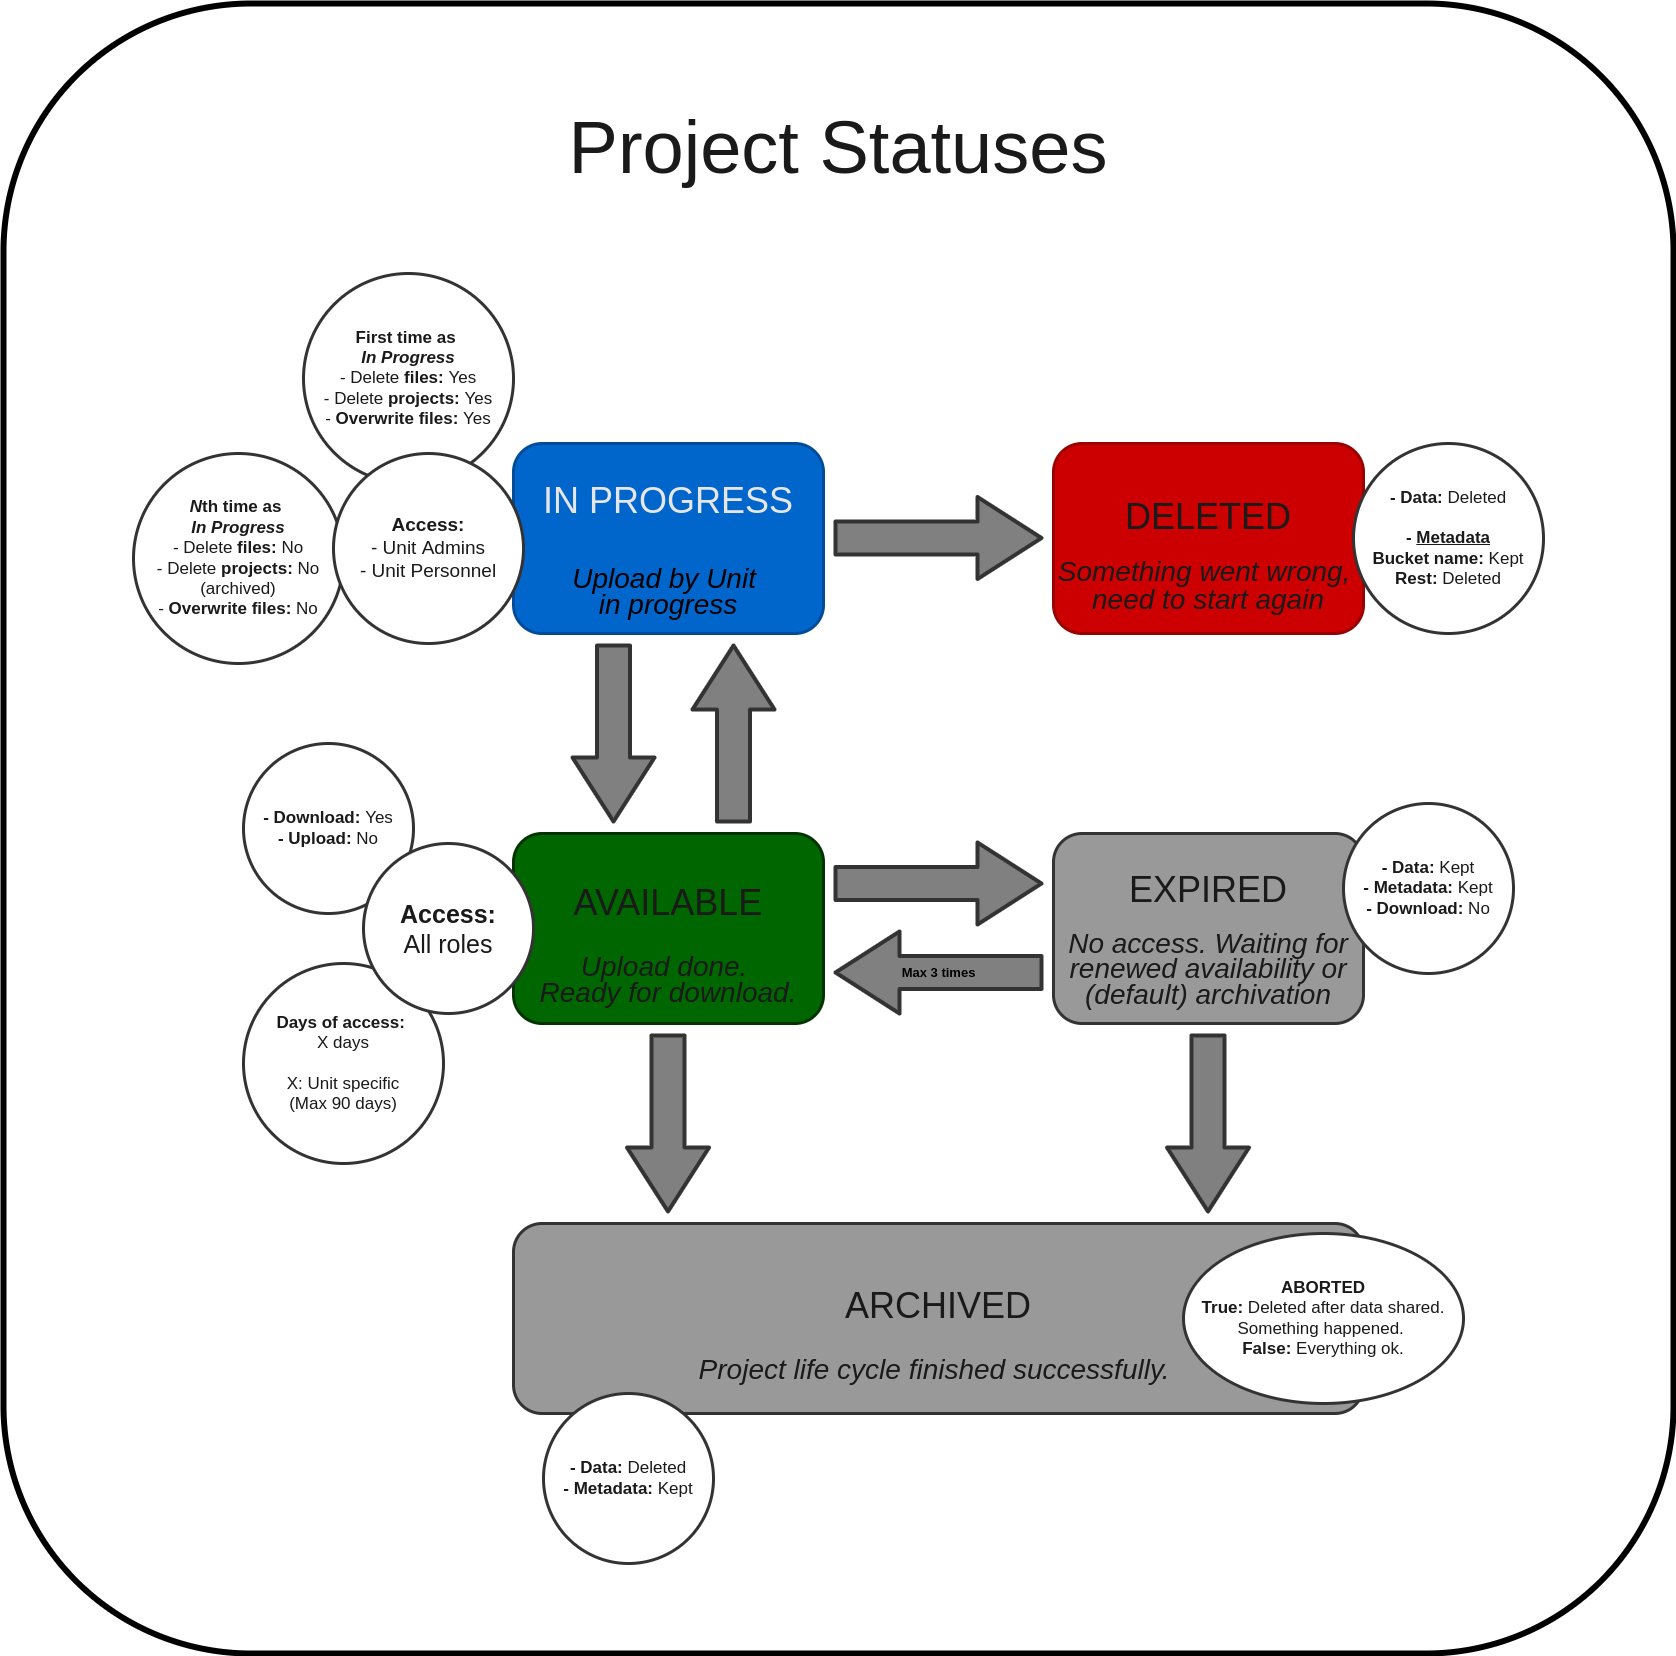 Project Statuses
First time as
In Progress
- Delete files: Yes
- Delete projects: Yes
- Overwrite files: Yes
Nth time as
In Progress
- Delete files: No
- Delete projects: No
(archived)
- Overwrite files: No
Access:
- Unit Admins
- Unit Personnel
IN PROGRESS
Upload by Unit
in progress
DELETED
Something went wrong,
need to start again
- Data: Deleted
- Metadata
Bucket name: Kept
Rest: Deleted
- Download: Yes
- Upload: No
Access:
All roles
Days of access:
X days
X: Unit specific
(Max 90 days)
AVAILABLE
Upload done.
Ready for download.
Max 3 times
EXPIRED
No access. Waiting for
renewed availability or
(default) archivation
- Data: Kept
- Metadata: Kept
- Download: No
ARCHIVED
Project life cycle finished successfully.
ABORTED
True: Deleted after data shared.
Something happened.
False: Everything ok.
- Data: Deleted
- Metadata: Kept